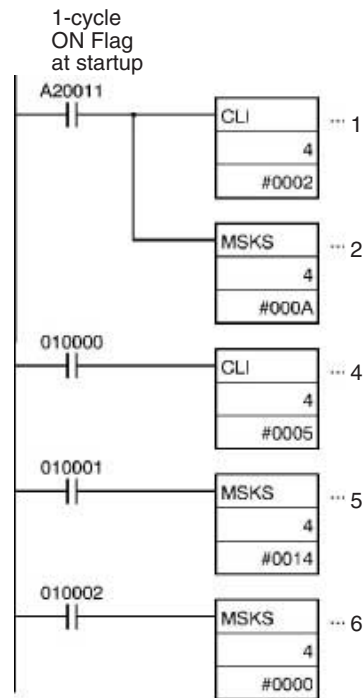 1-cycle
ON Flag
at startup
A20011
CLI
... 1
4
#0002
MSKS
... 2
4
#000A
010000
CLI
... 4
4
#0005
010001
MSKS
... 5
4
#0014
010002
MSKS
... 6
4
#0000